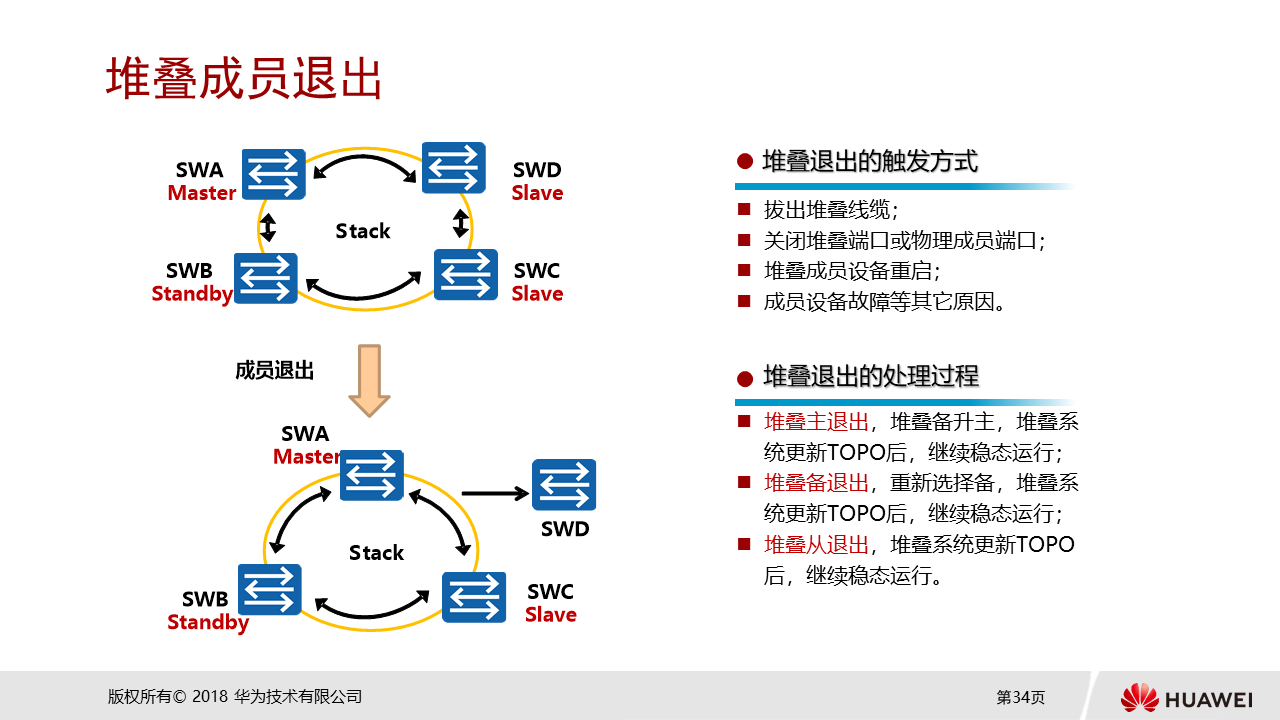 堆叠成员退出
SWA
Master
SWD
Slave
Stack
SWB
Standby
SWC
Slave
成员退出
SWA
Master
SWD
Stack
SWB
Standby
SWC
Slave
堆叠退出的触发方式
拔出堆叠线缆；
关闭堆叠端口或物理成员端口；
堆叠成员设备重启；
成员设备故障等其它原因。
堆叠退出的处理过程
堆叠主退出，堆叠备升主，堆叠系
统更新TOPO后，继续稳态运行；
堆叠备退出，重新选择备，堆叠系
统更新TOPO后，继续稳态运行；
堆叠从退出，堆叠系统更新TOPO
后，继续稳态运行。
版权所有© 2018 华为技术有限公司
第34页
HUAWEI